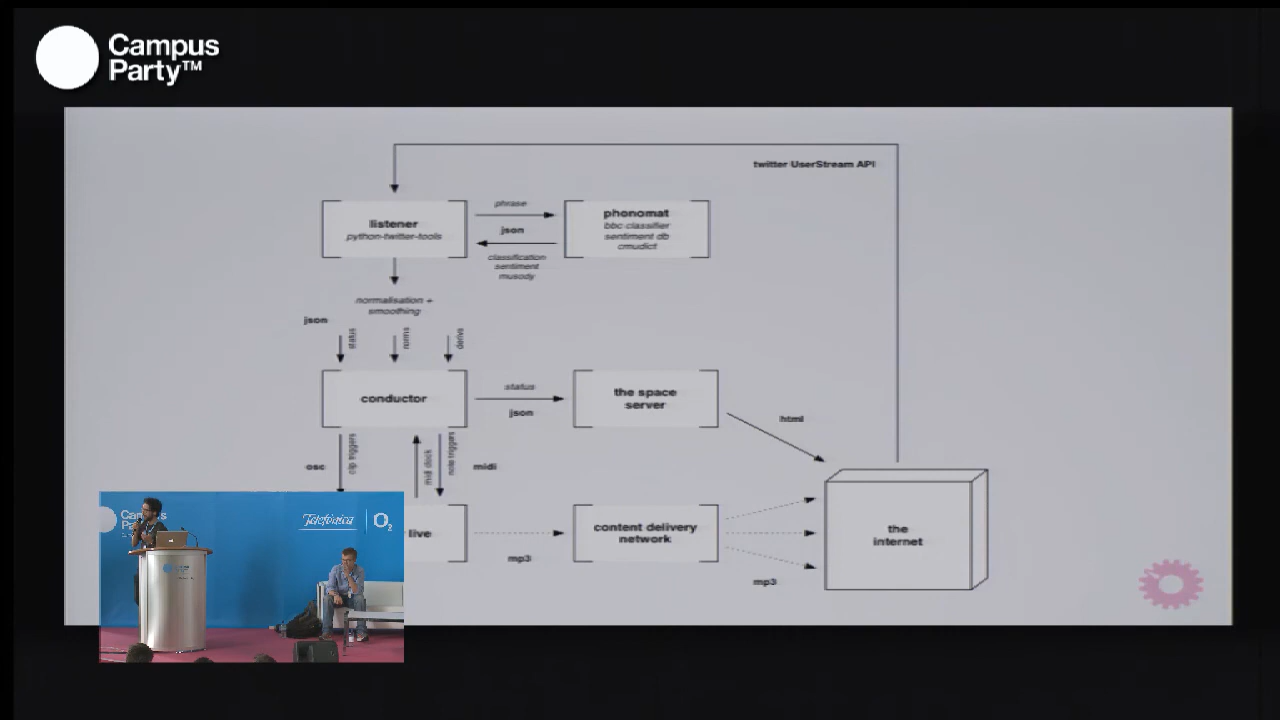 Campus
Party™
twitter UserStream API
listener
python-twitter-tools
phrase
json
classification
sentiment
musody
phonomat
bbc classifier
sentiment db
cmudict
normalisation +
smoothing
json
status
norms
derivs
conductor
status
json
the space
server
html
osc
clip triggers
midi clock
note triggers
midi
live
mp3
content delivery
network
mp3
the
internet
Telefónica
O2